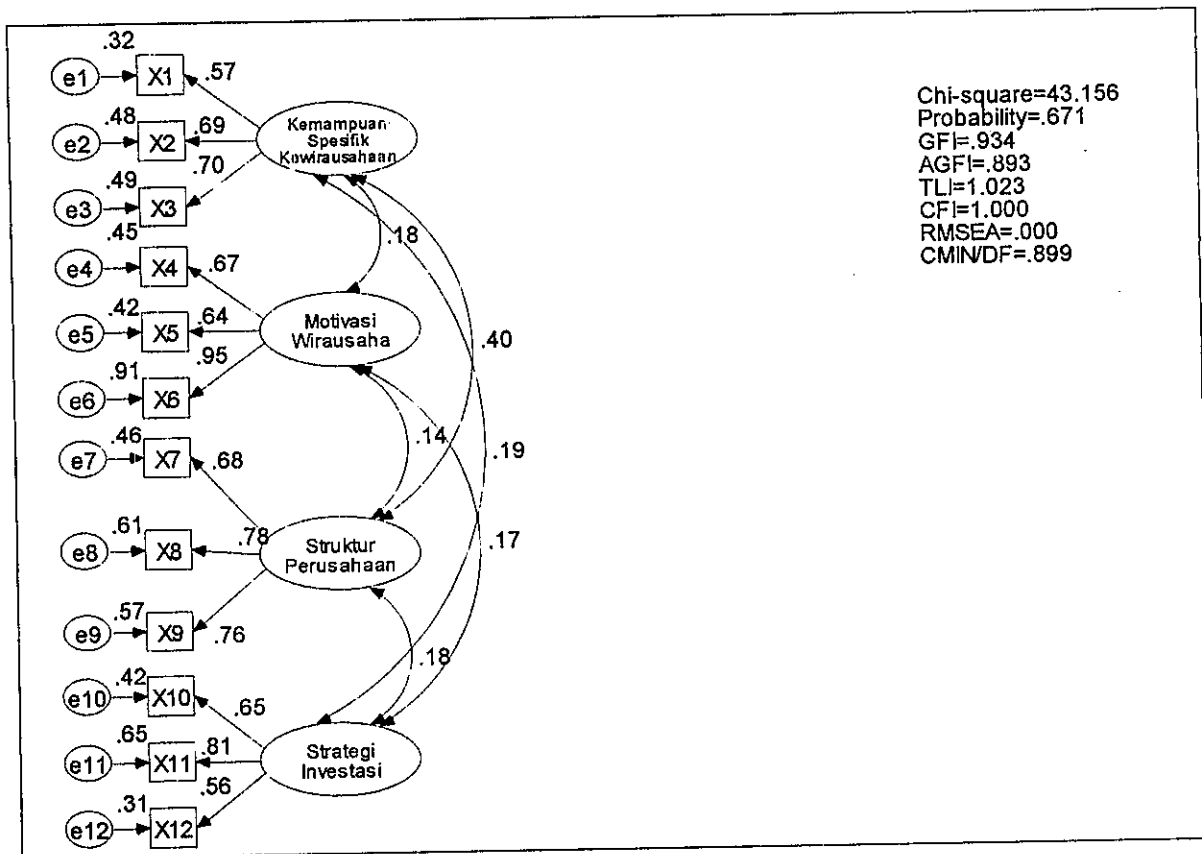 .32
e1
X1
.57
.48
e2
X2
.69
.49
e3
X3
.70
Kemampuan
Spesifik
Kewirausahaan
.45
e4
X4
.67
.42
e5
X5
.64
.91
e6
X6
.95
Motivasi
Wirausaha
.46
e7
X7
.68
.61
e8
X8
.78
.57
e9
X9
.76
Struktur
Perusahaan
.42
e10
X10
.65
.65
e11
X11
.81
.31
e12
X12
.56
Strategi
Investasi
.18
.40
.14
.19
.17
.18
Chi-square=43.156
Probability=.671
GFI=.934
AGFI=.893
TLI=1.023
CFI=1.000
RMSEA=.000
CMIN/DF=.899